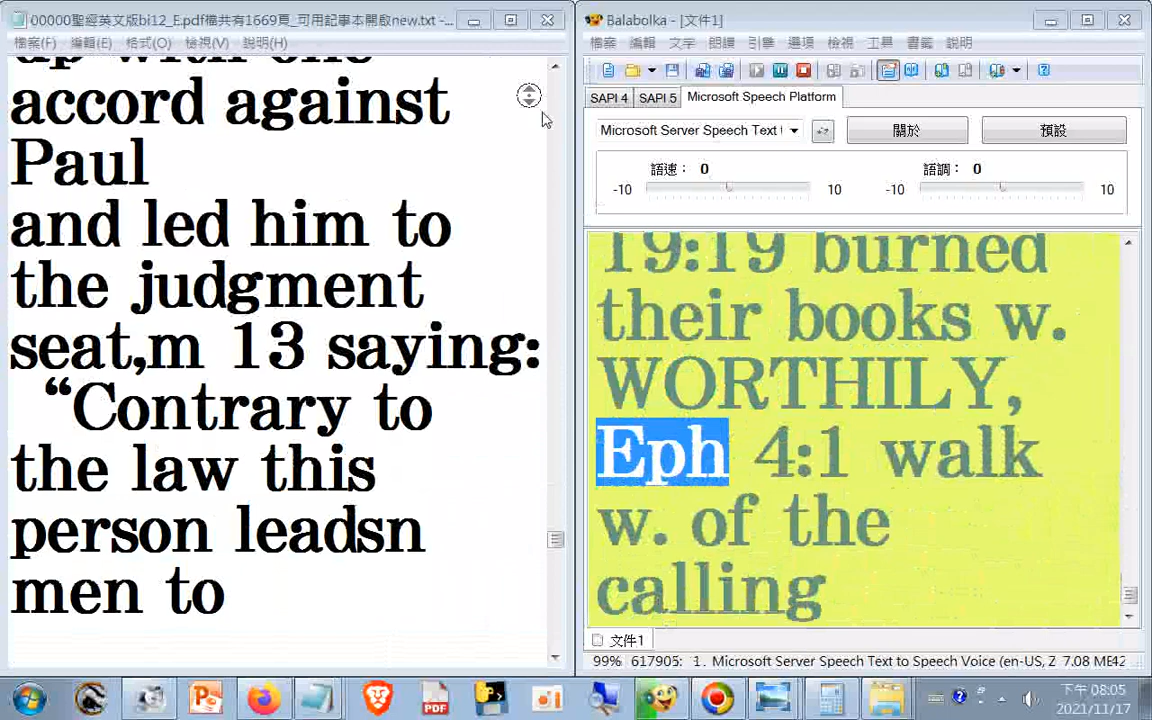 00000聖經英文版bi12_E.pdf檔共有1669頁_可用記事本開啟new.txt -...
檔案(F) 編輯(E) 格式(O) 檢視(V) 說明(H)
up with one
accord against
Paul
and led him to
the judgment
seat,m 13 saying:
“Contrary to
the law this
person leadsn
men to
Balabolka - [文件1]
檔案 編輯 文字 朗讀 引擎 選項 檢視 工具 書籤 說明
SAPI 4 SAPI 5 Microsoft Speech Platform
Microsoft Server Speech Text 關於 預設
語速： 0 語調： 0
-10 10 -10 10
19:19 burned
their books w.
WORTHILY,
Eph 4:1 walk
w. of the
calling
文件1
99% 617905: 1. Microsoft Server Speech Text to Speech Voice (en-US, Z 7.08 ME42
PDF
下午 08:05
2021/11/17